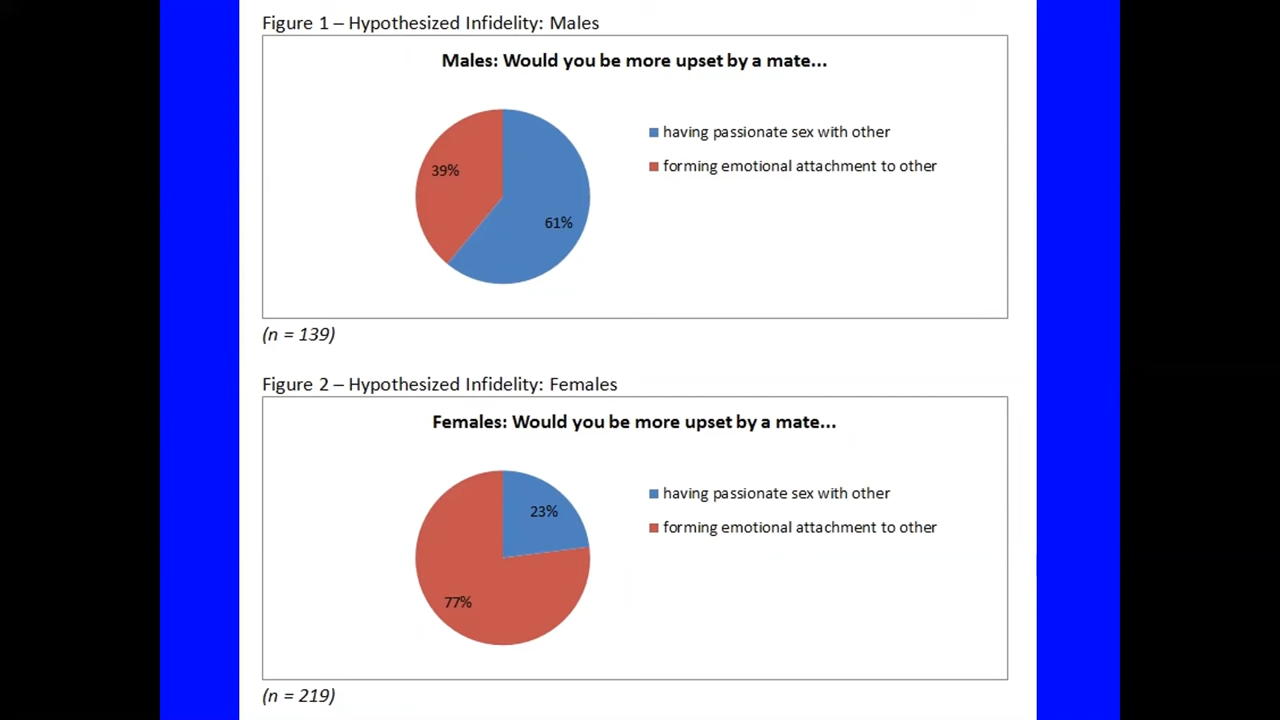 Figure 1 – Hypothesized Infidelity: Males
Males: Would you be more upset by a mate...
having passionate sex with other
forming emotional attachment to other
39%
61%
(n = 139)
Figure 2 – Hypothesized Infidelity: Females
Females: Would you be more upset by a mate...
having passionate sex with other
23%
forming emotional attachment to other
77%
(n = 219)